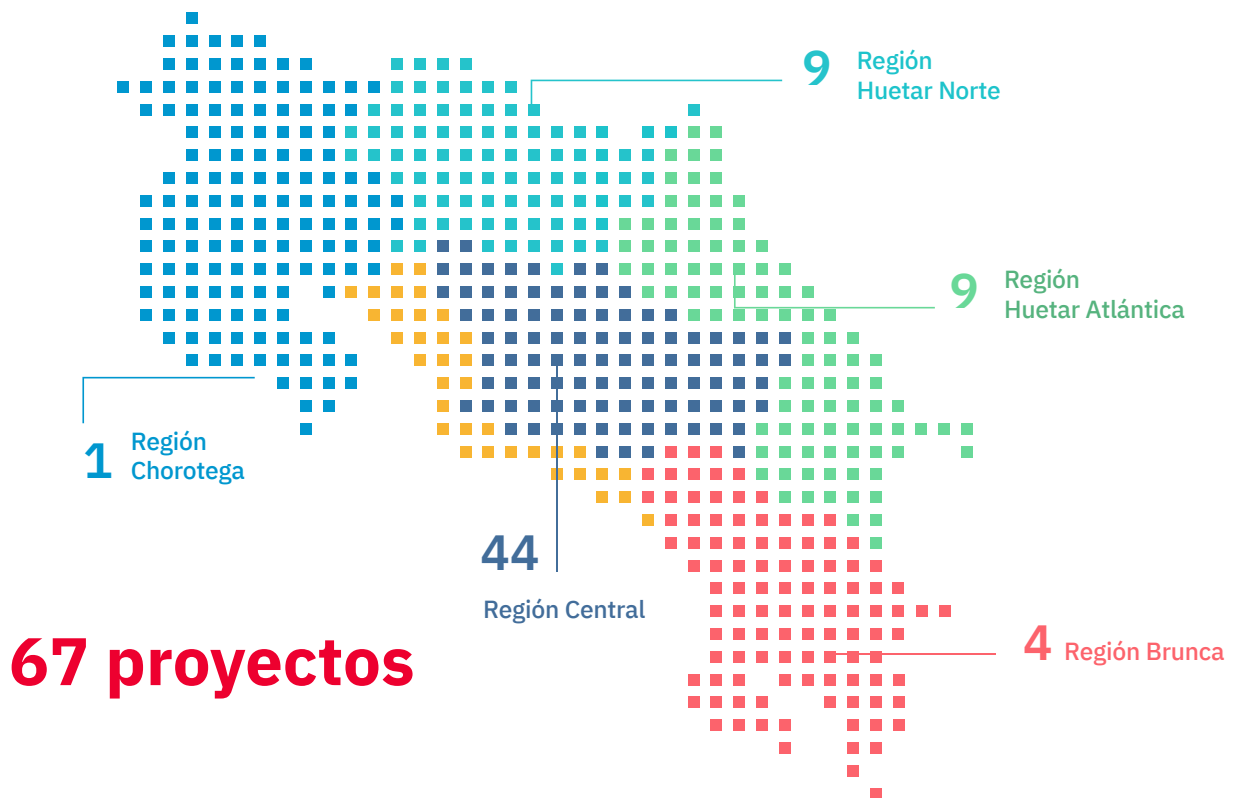 9 Región
Huetar Norte
9 Región
Huetar Atlántica
1 Región
Chorotega
44
Región Central
67 proyectos
4 Región Brunca